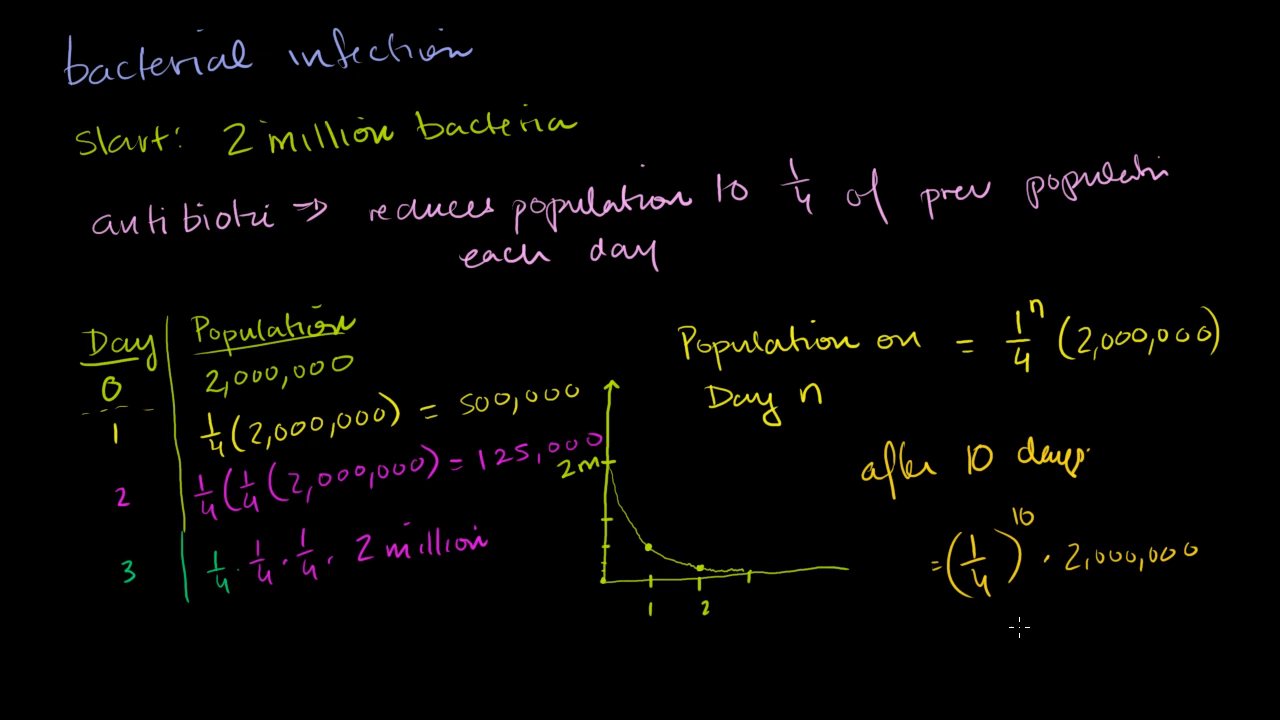 bacterial infection
start: 2 million bacteria
antibioti ⇒ reduces population to 1/4 of prev populati
each day
Day | Population
0 | 2,000,000
1 | 1/4 (2,000,000) = 500,000
2 | 1/4 (1/4 (2,000,000) = 125,000
3 | 1/4 · 1/4 · 1/4 · 2 million
2m
1 2
Population on = 1/4^n (2,000,000)
Day n
after 10 days
= (1/4)^10 · 2,000,000